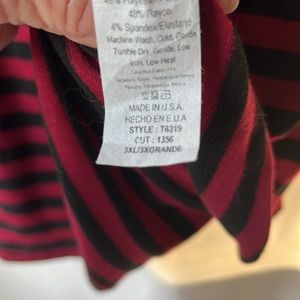 48% Rayon
4% Spandex/Elastano
Machine Wash, Cold, Gentle
Tumble Dry, Gentle, Low
Iron, Low Heat
MADE IN U.S.A.
HECHO EN E.U.A
STYLE : T6319
CUT : 1356
3XL/3XGRANDE